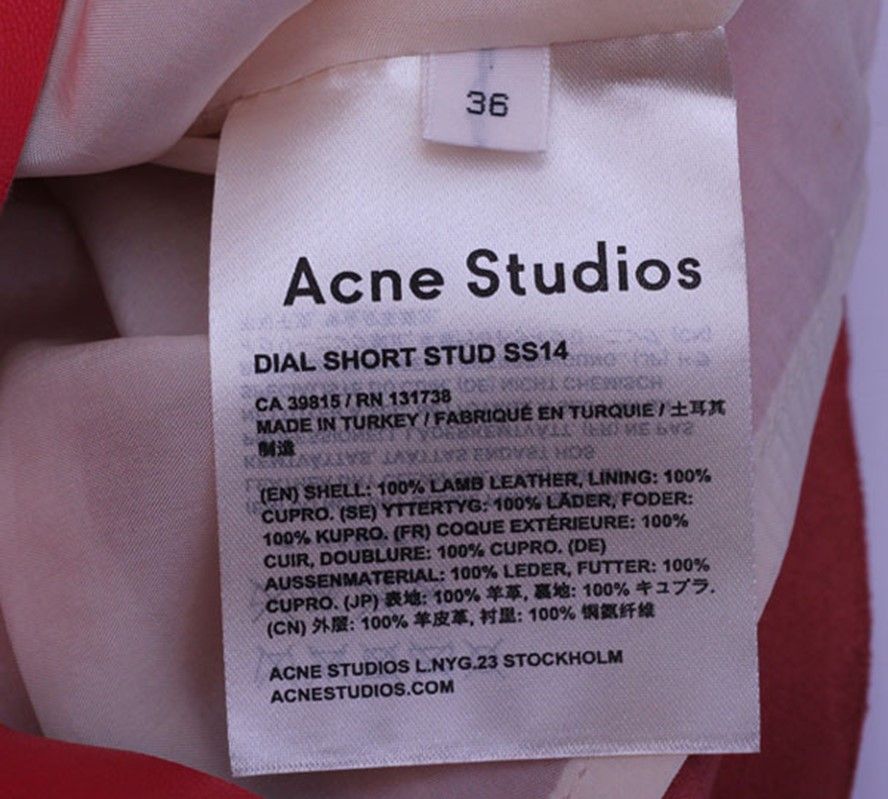 36
Acne Studios
DIAL SHORT STUD SS14
CA 39815 / RN 131738
MADE IN TURKEY / FABRIQUÉ EN TURQUIE / 土耳其
制造
(EN) SHELL: 100% LAMB LEATHER, LINING: 100%
CUPRO. (SE) YTTERTYG: 100% LÄDER, FODER:
100% KUPRO. (FR) COQUE EXTÉRIEURE: 100%
CUIR, DOUBLURE: 100% CUPRO. (DE)
AUSSENMATERIAL: 100% LEDER, FUTTER: 100%
CUPRO. (JP) 表地: 100% 羊革, 裏地: 100% キュプラ.
(CN) 外层: 100% 羊皮革, 衬里: 100% 铜氨纤维
ACNE STUDIOS L.NYG.23 STOCKHOLM
ACNESTUDIOS.COM